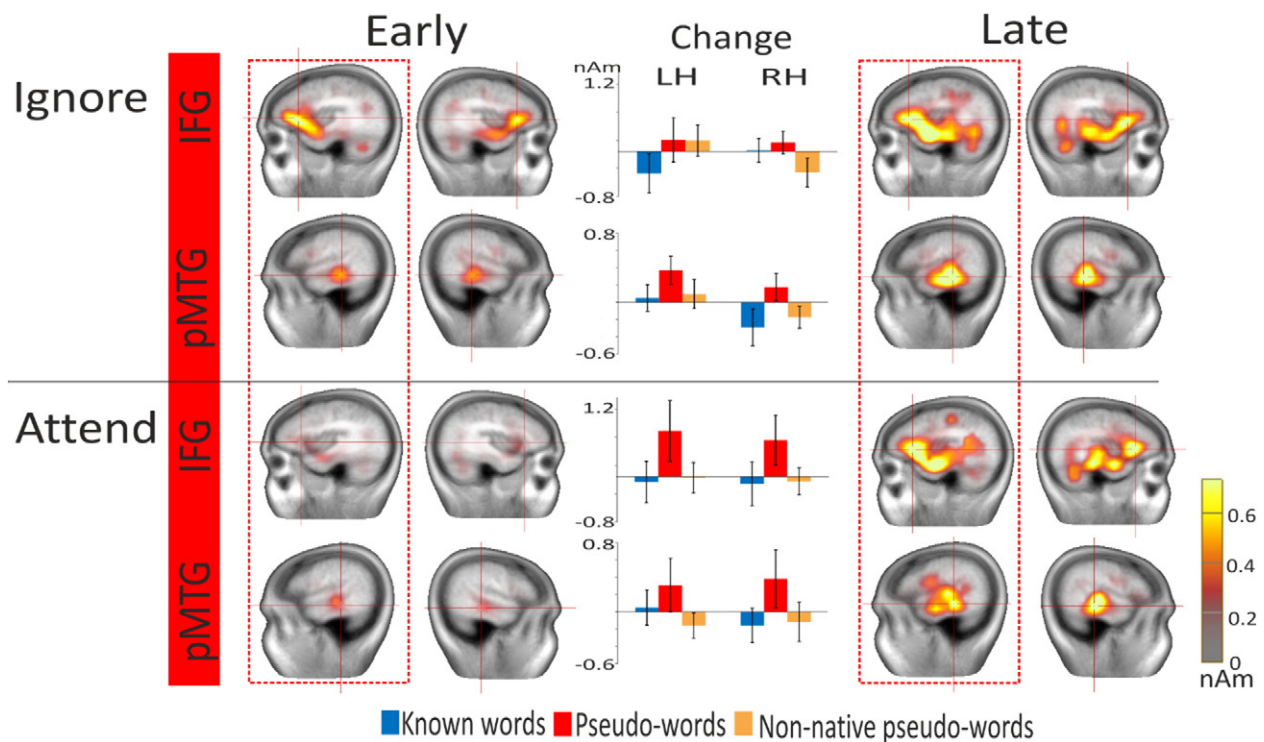 Early
Change
Late
nAm
LH RH
Ignore
IFG
1.2
-0.8
pMTG
0.8
-0.6
Attend
IFG
1.2
-0.8
pMTG
0.8
-0.6
0.6
0.4
0.2
0
nAm
Known words Pseudo-words Non-native pseudo-words